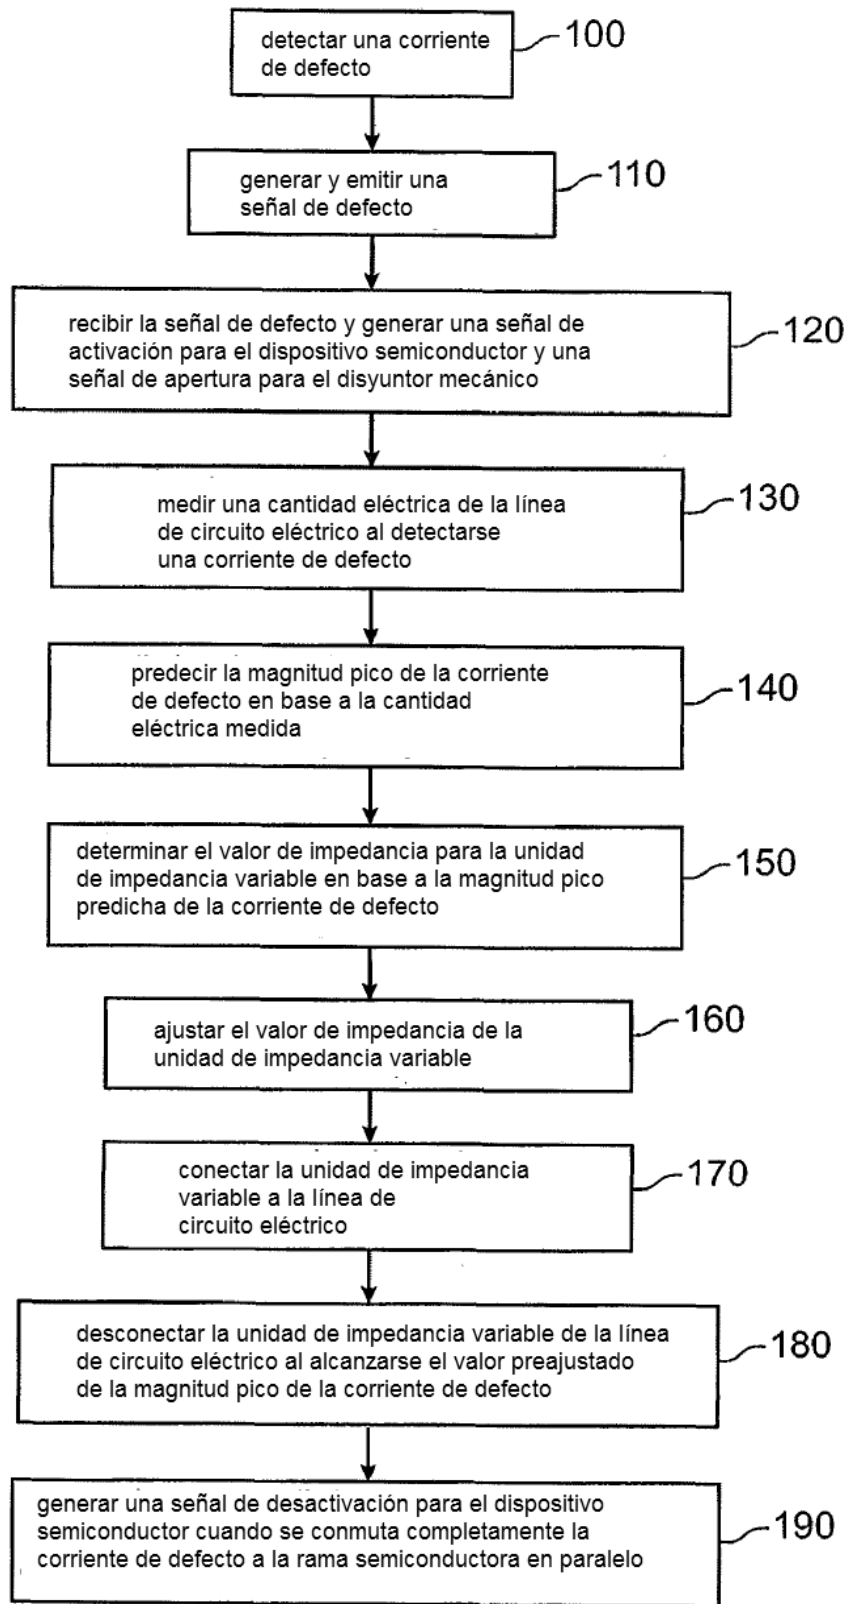 detectar una corriente
de defecto
100
generar y emitir una
señal de defecto
110
recibir la señal de defecto y generar una señal de
activación para el dispositivo semiconductor y una
señal de apertura para el disyuntor mecánico
120
medir una cantidad eléctrica de la línea
de circuito eléctrico al detectarse
una corriente de defecto
130
predecir la magnitud pico de la corriente
de defecto en base a la cantidad
eléctrica medida
140
determinar el valor de impedancia para la unidad
de impedancia variable en base a la magnitud pico
predicha de la corriente de defecto
150
ajustar el valor de impedancia de la
unidad de impedancia variable
160
conectar la unidad de impedancia
variable a la línea de
circuito eléctrico
170
desconectar la unidad de impedancia variable de la línea
de circuito eléctrico al alcanzarse el valor preajustado
de la magnitud pico de la corriente de defecto
180
generar una señal de desactivación para el dispositivo
semiconductor cuando se conmuta completamente la
corriente de defecto a la rama semiconductora en paralelo
190